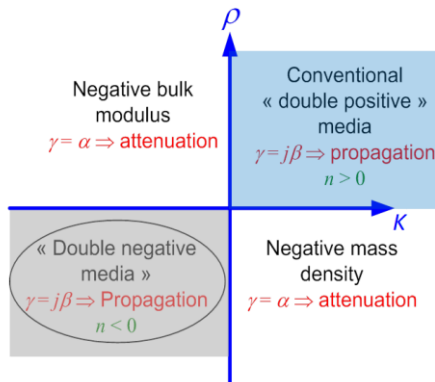 ρ
Negative bulk
modulus
γ = α ⇒ attenuation
Conventional
« double positive »
media
γ = jβ ⇒ propagation
n > 0
κ
« Double negative
media »
γ = jβ ⇒ Propagation
n < 0
Negative mass
density
γ = α ⇒ attenuation